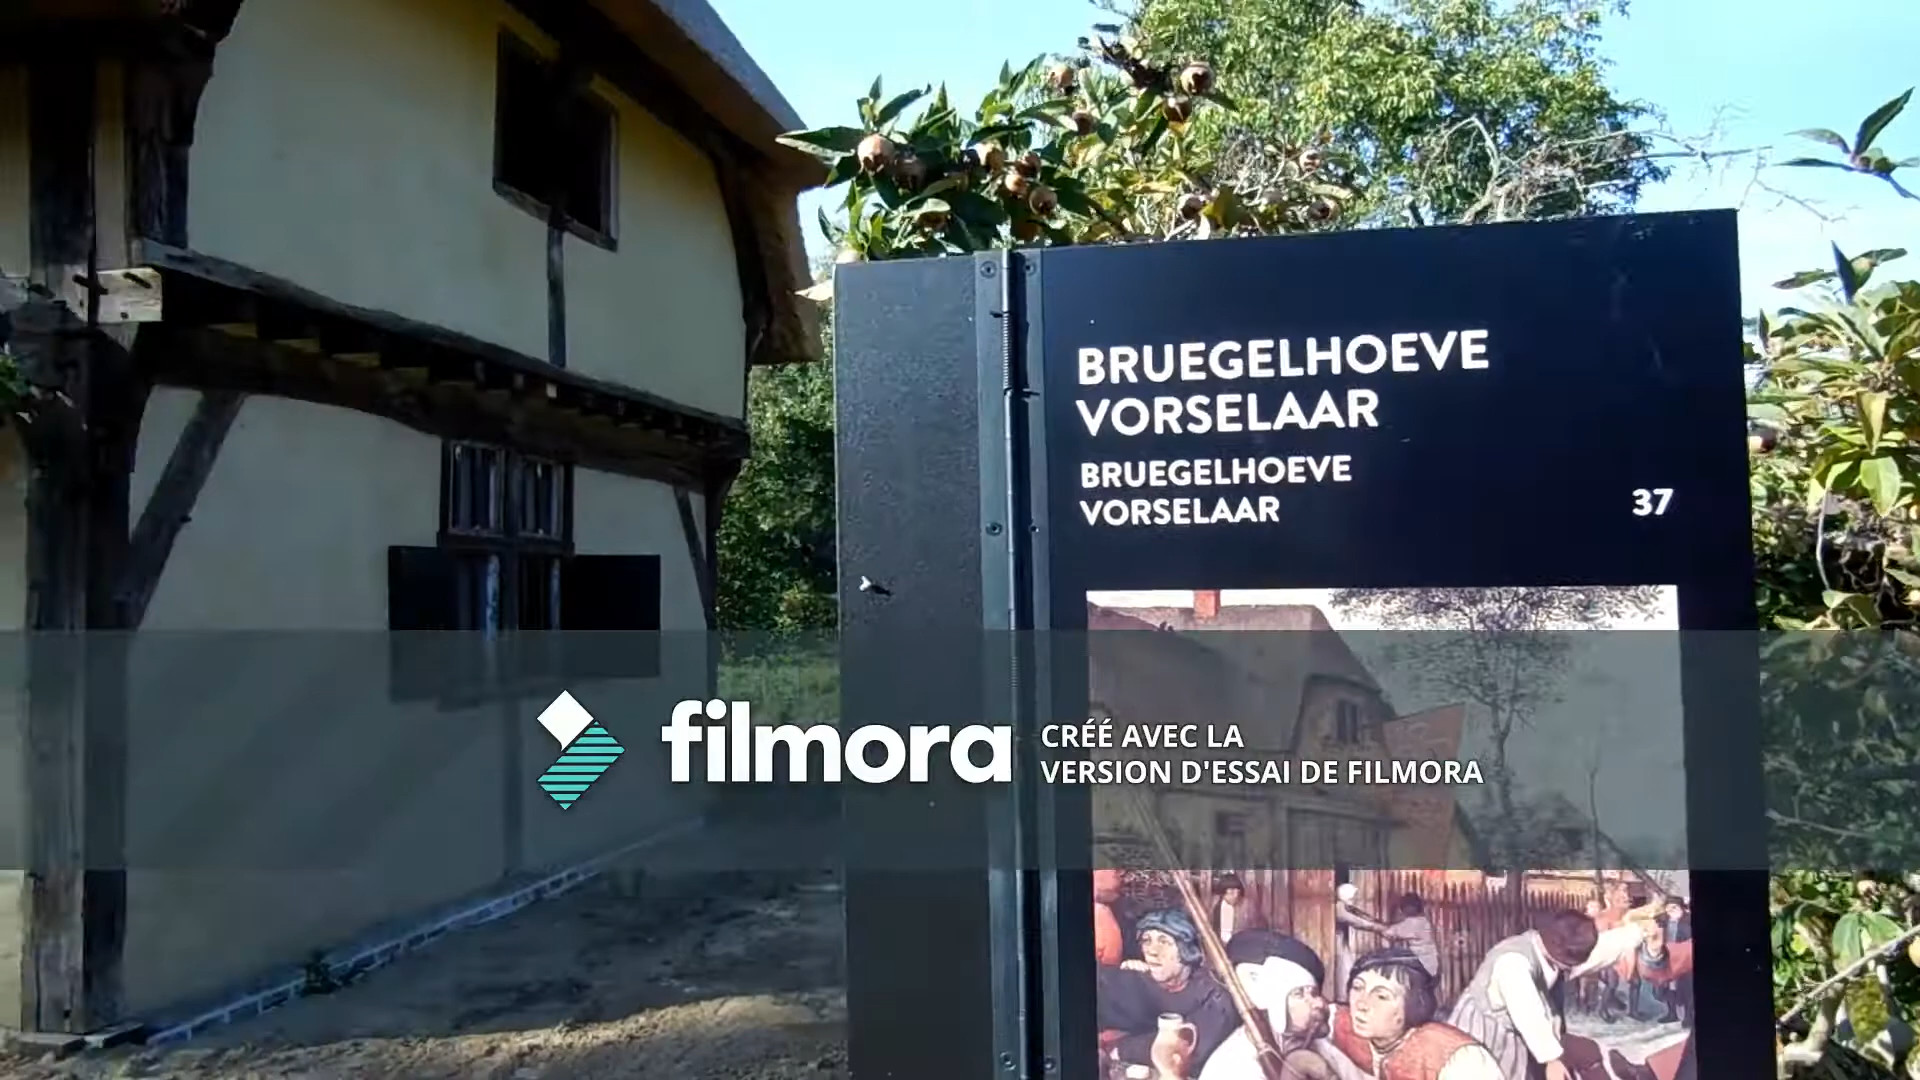 BRUEGELHOEVE
VORSELAAR
BRUEGELHOEVE
VORSELAAR
37
filmora
CRÉÉ AVEC LA
VERSION D'ESSAI DE FILMORA